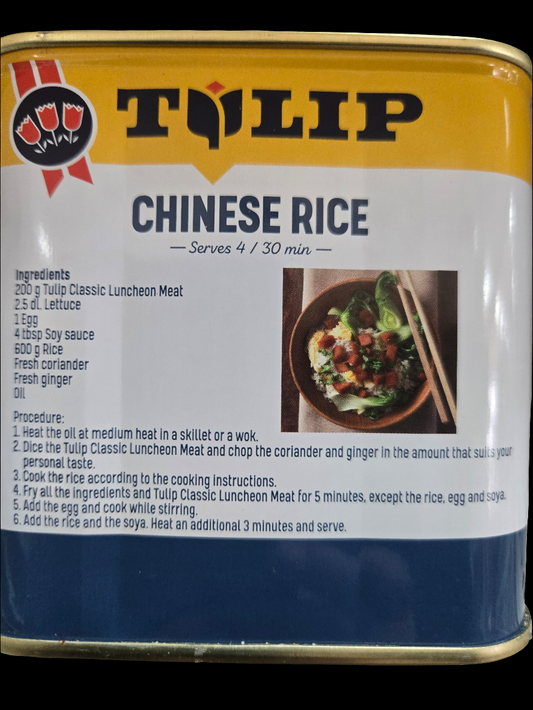 TULIP
CHINESE RICE
— Serves 4 / 30 min —
Ingredients
200 g Tulip Classic Luncheon Meat
2.5 dl. Lettuce
1 Egg
4 tbsp Soy sauce
600 g Rice
Fresh coriander
Fresh ginger
Oil
Procedure:
1. Heat the oil at medium heat in a skillet or a wok.
2. Dice the Tulip Classic Luncheon Meat and chop the coriander and ginger in the amount that suits your
personal taste.
3. Cook the rice according to the cooking instructions.
4. Fry all the ingredients and Tulip Classic Luncheon Meat for 5 minutes, except the rice, egg and soya.
5. Add the egg and cook while stirring.
6. Add the rice and the soya. Heat an additional 3 minutes and serve.